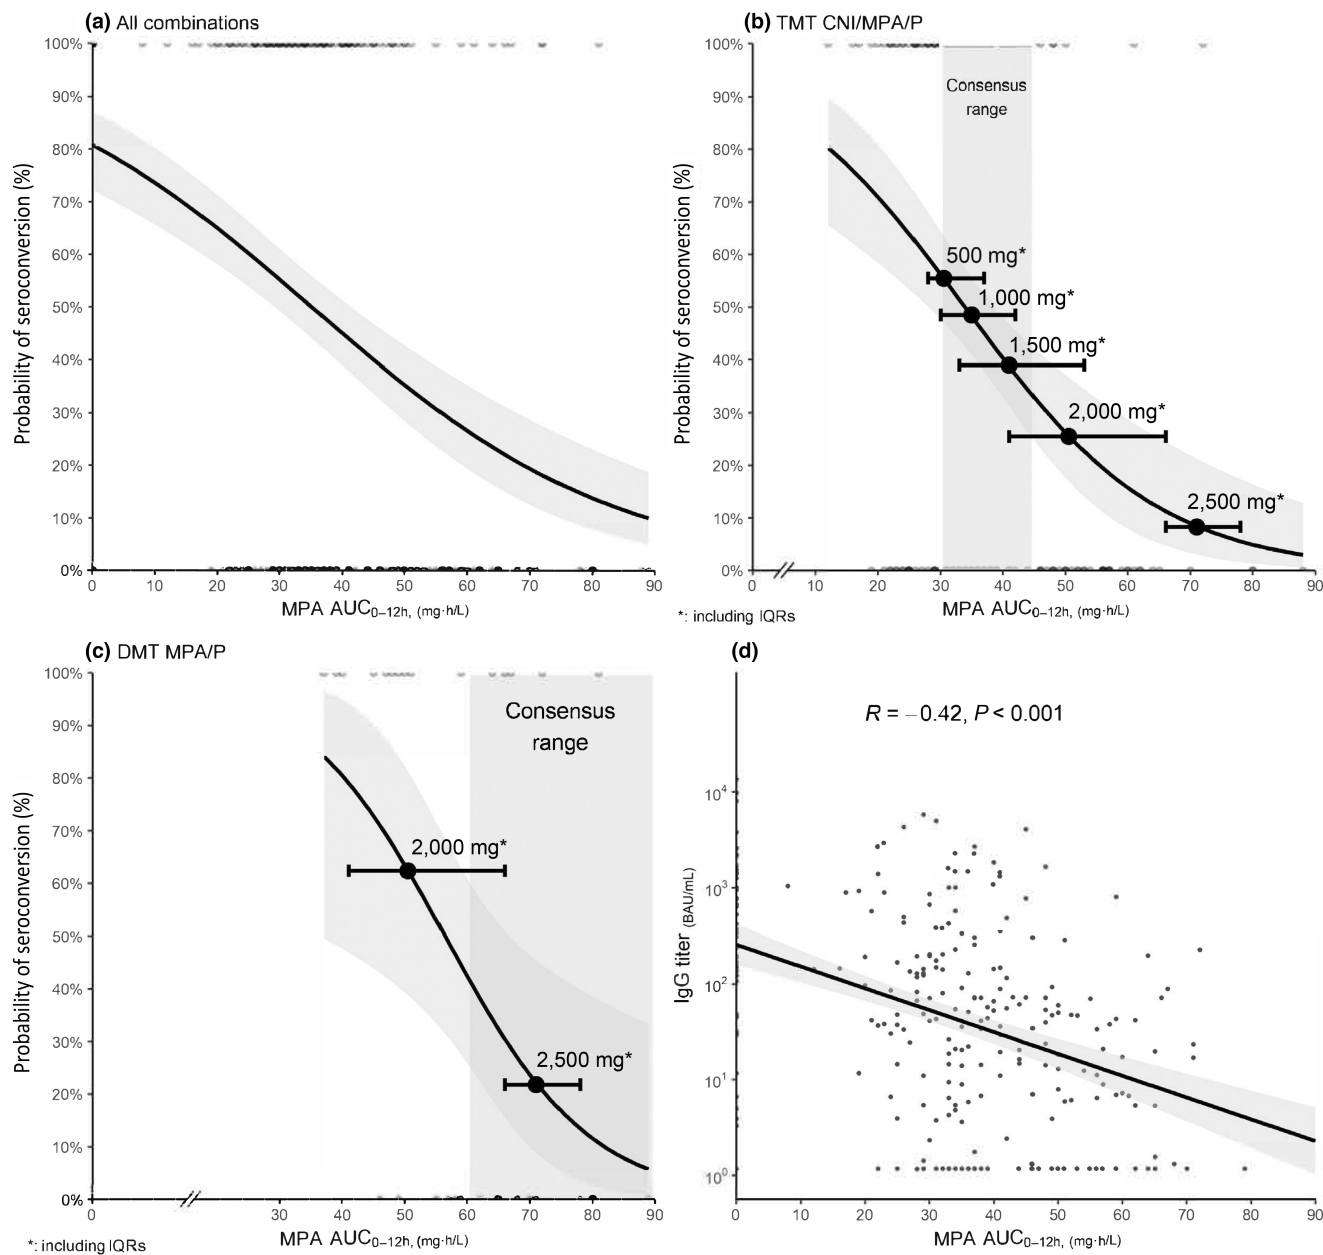 (a) All combinations
Probability of seroconversion (%)
100%
90%
80%
70%
60%
50%
40%
30%
20%
10%
0%
0 10 20 30 40 50 60 70 80 90
MPA AUC0–12h, (mg·h/L)
(b) TMT CNI/MPA/P
Probability of seroconversion (%)
100%
90%
80%
70%
60%
50%
40%
30%
20%
10%
0%
Consensus
range
500 mg*
1,000 mg*
1,500 mg*
2,000 mg*
2,500 mg*
0 10 20 30 40 50 60 70 80 90
MPA AUC0–12h, (mg·h/L)
*: including IQRs
(c) DMT MPA/P
Probability of seroconversion (%)
100%
90%
80%
70%
60%
50%
40%
30%
20%
10%
0%
Consensus
range
2,000 mg*
2,500 mg*
0 30 40 50 60 70 80 90
MPA AUC0–12h, (mg·h/L)
*: including IQRs
(d)
R = −0.42, P < 0.001
IgG titer (BAU/mL)
10⁴
10³
10²
10¹
10⁰
0 10 20 30 40 50 60 70 80 90
MPA AUC0–12h, (mg·h/L)